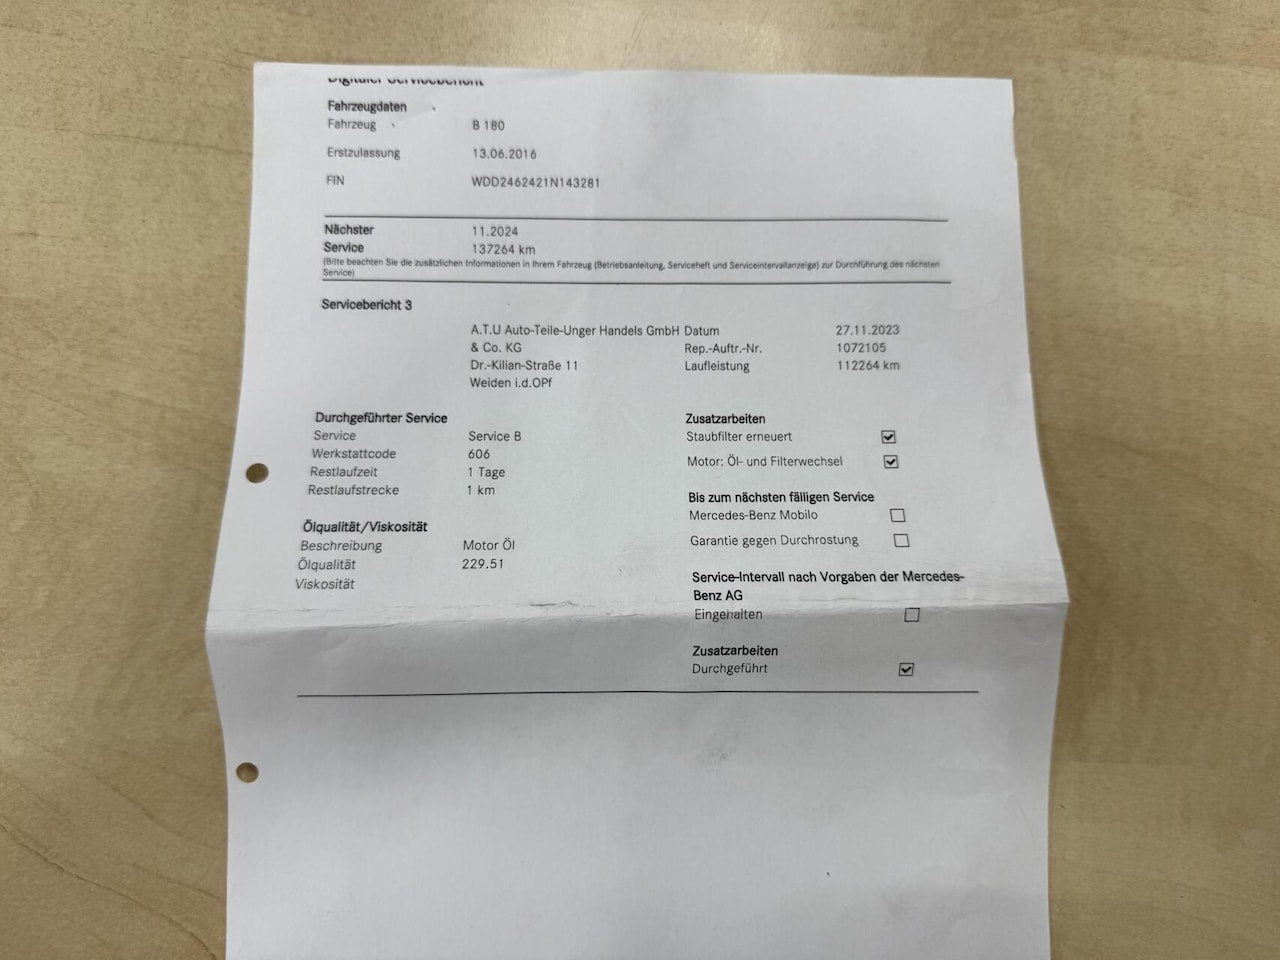 Digitaler Servicebericht
Fahrzeugdaten
Fahrzeug B 180
Erstzulassung 13.06.2016
FIN WDD2462421N143281
Nächster 11.2024
Service 137264 km
(Bitte beachten Sie die zusätzlichen Informationen in Ihrem Fahrzeug (Betriebsanleitung, Serviceheft und Serviceintervallanzeige) zur Durchführung des nächsten
Service)
Servicebericht 3
A.T.U Auto-Teile-Unger Handels GmbH
& Co. KG
Dr.-Kilian-Straße 11
Weiden i.d.OPf
Datum 27.11.2023
Rep.-Auftr.-Nr. 1072105
Laufleistung 112264 km
Durchgeführter Service
Service Service B
Werkstattcode 606
Restlaufzeit 1 Tage
Restlaufstrecke 1 km
Ölqualität/Viskosität
Beschreibung Motor Öl
Ölqualität 229.51
Viskosität
Zusatzarbeiten
Staubfilter erneuert
Motor: Öl- und Filterwechsel
Bis zum nächsten fälligen Service
Mercedes-Benz Mobilo
Garantie gegen Durchrostung
Service-Intervall nach Vorgaben der Mercedes-
Benz AG
Eingehalten
Zusatzarbeiten
Durchgeführt